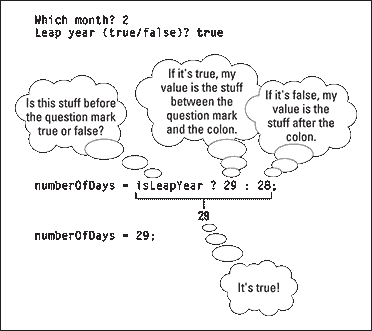 Which month? 2
Leap year (true/false)? true
Is this stuff before
the question mark
true or false?
If it's true, my
value is the stuff
between the
question mark
and the colon.
If it's false, my
value is the
stuff after the
colon.
numberOfDays = isLeapYear ? 29 : 28;
29
numberOfDays = 29;
It's true!